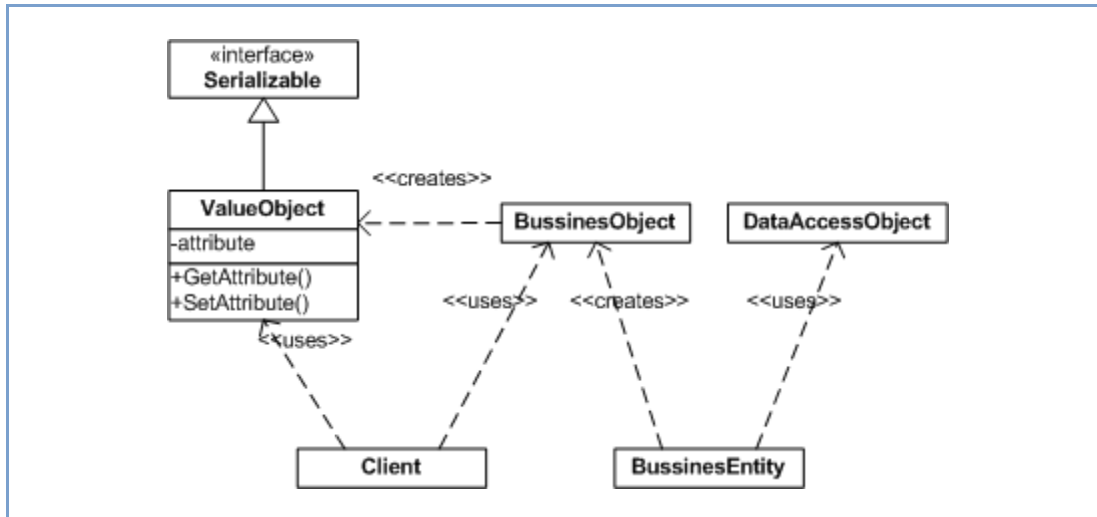 «interface»
Serializable
<<creates>>
ValueObject
-attribute
+GetAttribute()
+SetAttribute()
BussinesObject
DataAccessObject
<<uses>>
<<creates>>
<<uses>>
<<uses>>
Client
BussinesEntity